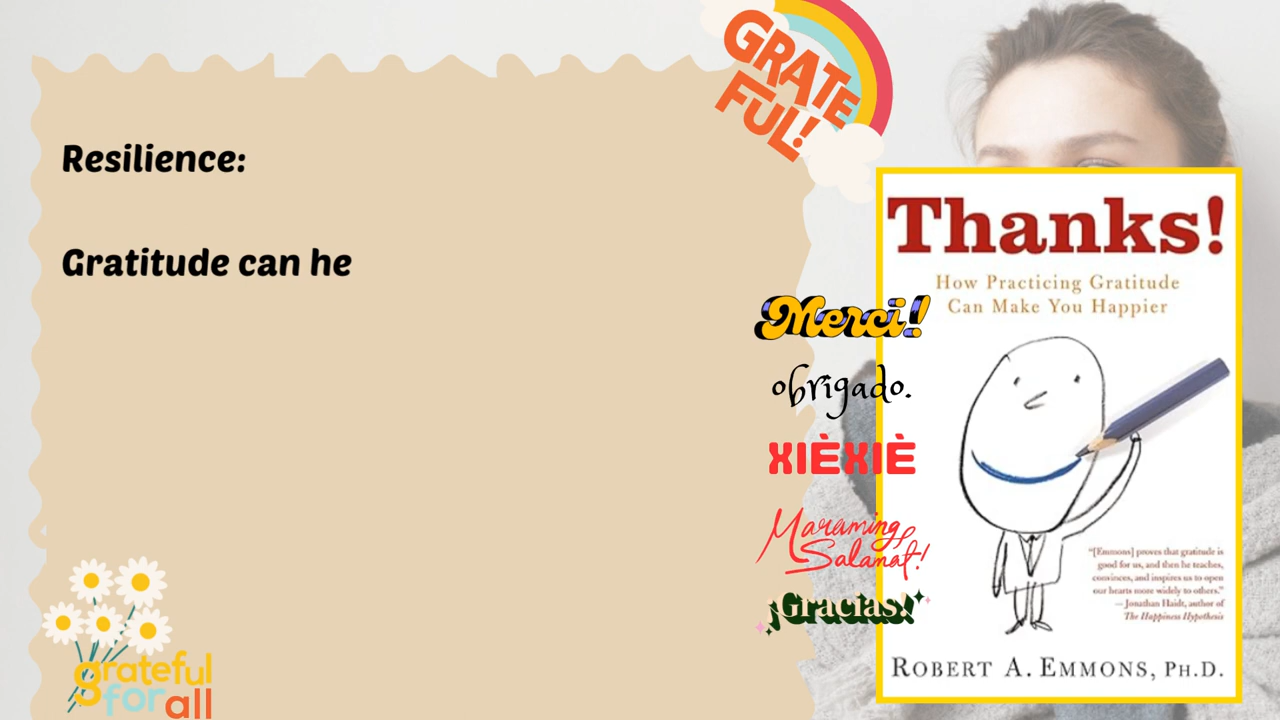 GRATE
FUL!
Resilience:
Gratitude can he
Merci!
obrigado.
XIÈXIÈ
Maraming
Salamat!
¡Gracias!
Thanks!
How Practicing Gratitude
Can Make You Happier
"[Emmons] proves that gratitude is
good for us, and then he teaches,
convinces, and inspires us to open
our hearts more widely to others."
—Jonathan Haidt, author of
The Happiness Hypothesis
ROBERT A. EMMONS, PH.D.
grateful
for all